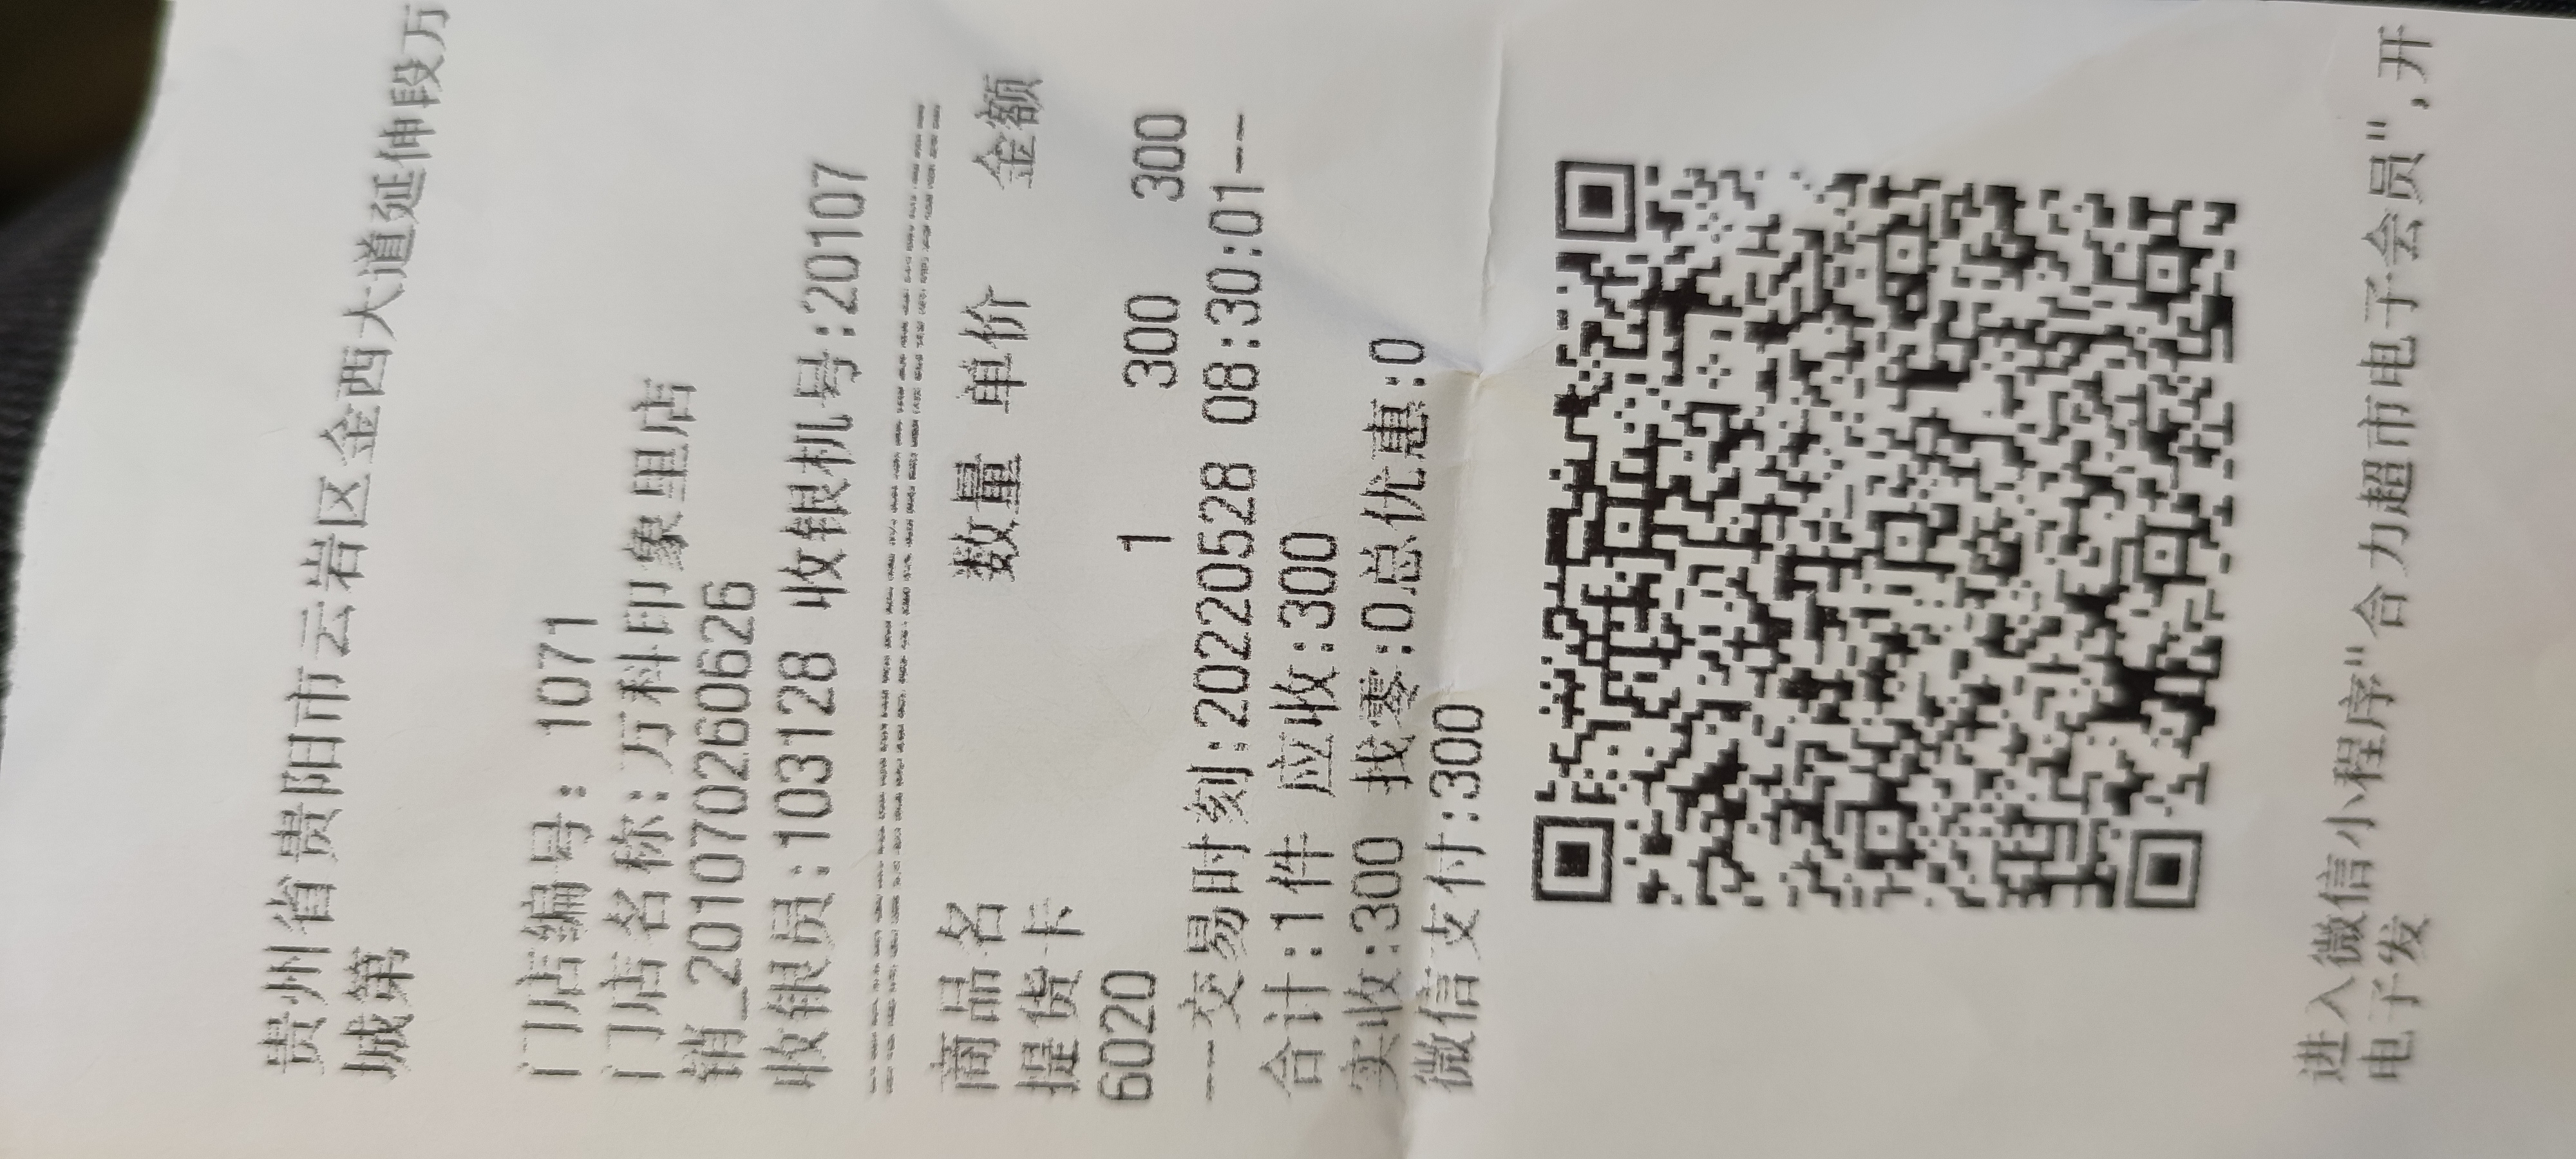 贵州省贵阳市云岩区金西大道延伸段万
城第
门店编号: 1071
门店名称:万科印象里店
销_2010702606​26
收银员:103128 收银机号:20107
商品名 数量 单价 金额
提货卡
6020 1 300 300
--交易时刻:20220528 08:30:01--
合计:1件 应收:300
实收:300 找零:0总优惠:0
微信支付:300
进入微信小程序"合力超市电子会员",开
电子发